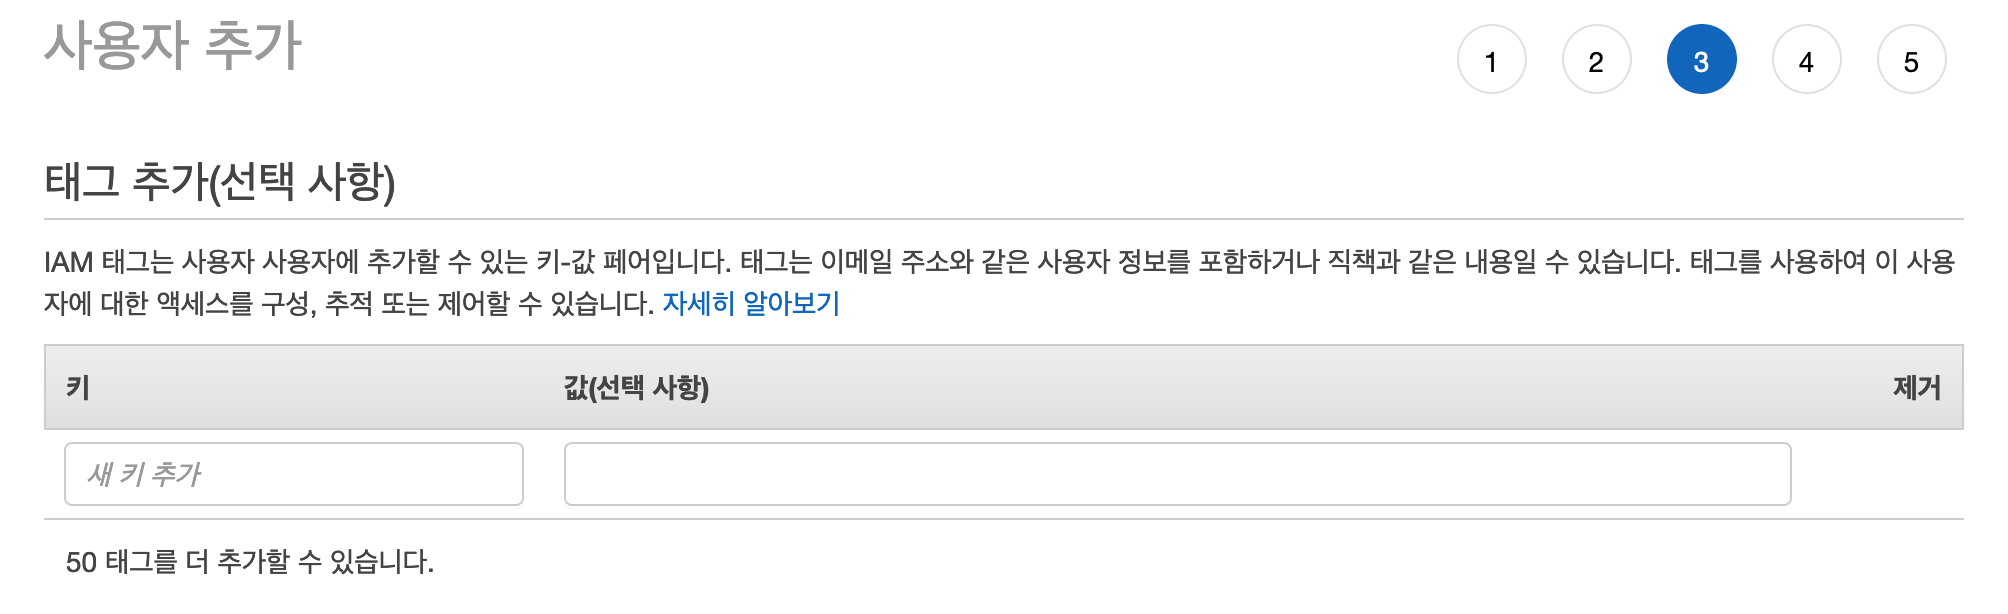 사용자 추가
1 2 3 4 5
태그 추가(선택 사항)
IAM 태그는 사용자 사용자에 추가할 수 있는 키-값 페어입니다. 태그는 이메일 주소와 같은 사용자 정보를 포함하거나 직책과 같은 내용일 수 있습니다. 태그를 사용하여 이 사용
자에 대한 액세스를 구성, 추적 또는 제어할 수 있습니다. 자세히 알아보기
키 값(선택 사항) 제거
새 키 추가
50 태그를 더 추가할 수 있습니다.